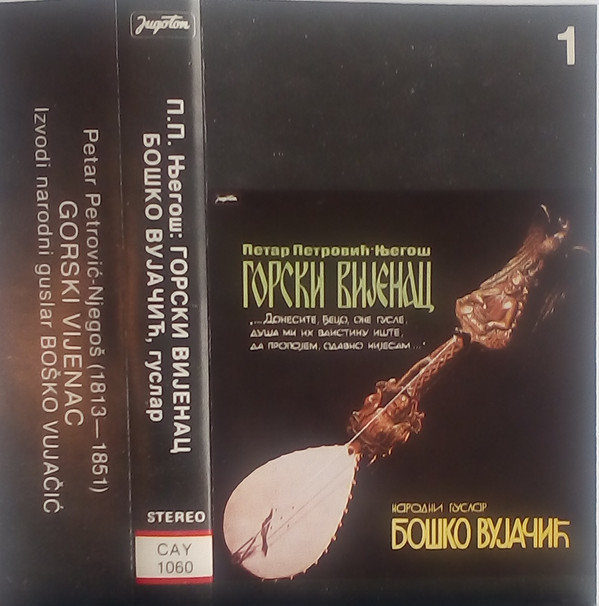 Petar Petrović-Njegoš (1813—1851)
GORSKI VIJENAC
Izvodi narodni guslar BOŠKO VUJAČIĆ
Jugoton
П.П. Његош: ГОРСКИ ВИЈЕНАЦ
БОШКО ВУЈАЧИЋ, гуслар
STEREO
CAY
1060
1
Петар Петровић-Његош
ГОРСКИ ВИЈЕНАЦ
„...Донесите, ђецо, оне гусле,
душа ми их ваистину иште,
да пропојем, одавно нијесам..."
народни гуслар
БОШКО ВУЈАЧИЋ